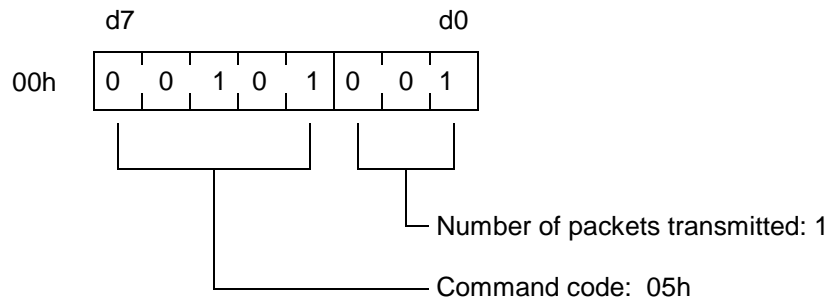 d7 d0
00h 0 0 1 0 1 0 0 1
Number of packets transmitted: 1
Command code: 05h